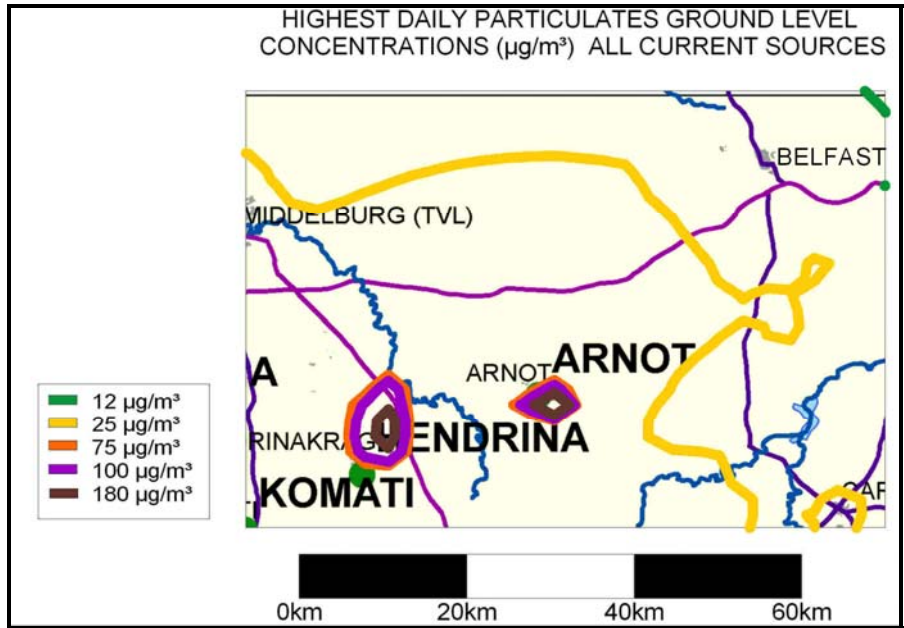 HIGHEST DAILY PARTICULATES GROUND LEVEL
CONCENTRATIONS (µg/m³) ALL CURRENT SOURCES
BELFAST
MIDDELBURG (TVL)
ARNOT
ARNOT
A
ENDRINA
RINAKRAG
KOMATI
CAR
12 µg/m³
25 µg/m³
75 µg/m³
100 µg/m³
180 µg/m³
0km 20km 40km 60km